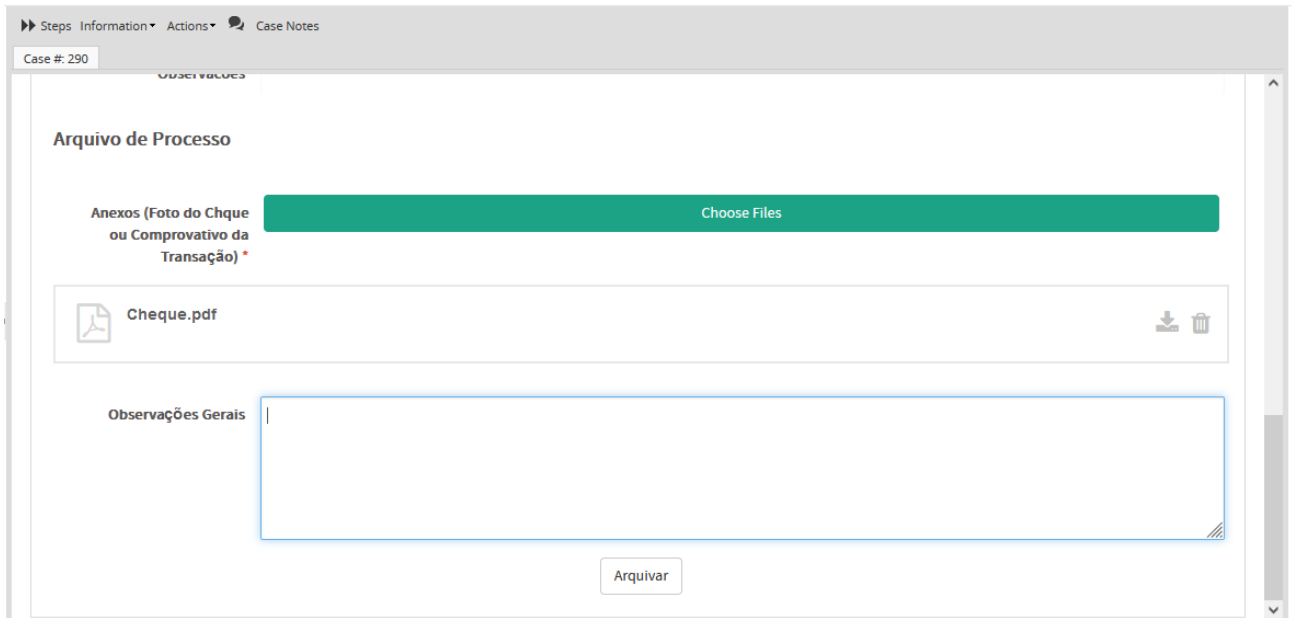 Steps Information Actions Case Notes
Case #: 290
Observacoes
Arquivo de Processo
Anexos (Foto do Chque
ou Comprovativo da
Transação) *
Choose Files
Cheque.pdf
Observações Gerais
Arquivar